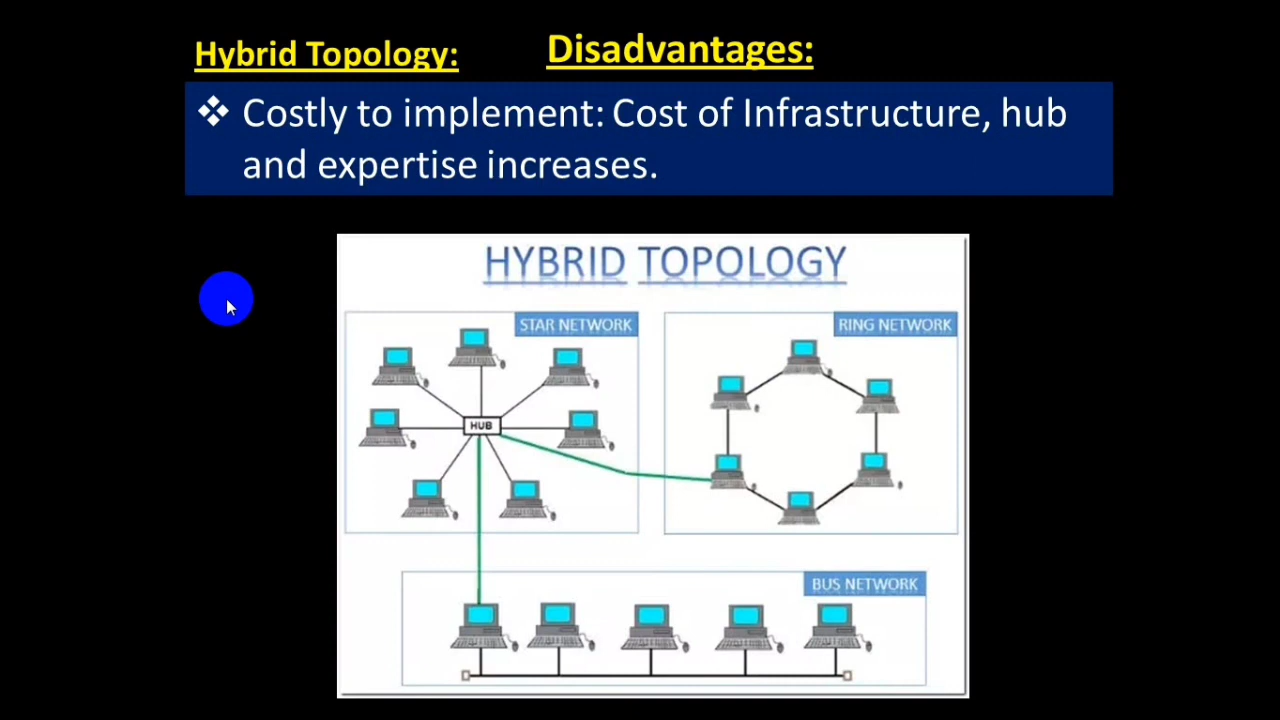 Hybrid Topology: Disadvantages:
❖ Costly to implement: Cost of Infrastructure, hub
and expertise increases.
HYBRID TOPOLOGY
STAR NETWORK
RING NETWORK
HUB
BUS NETWORK